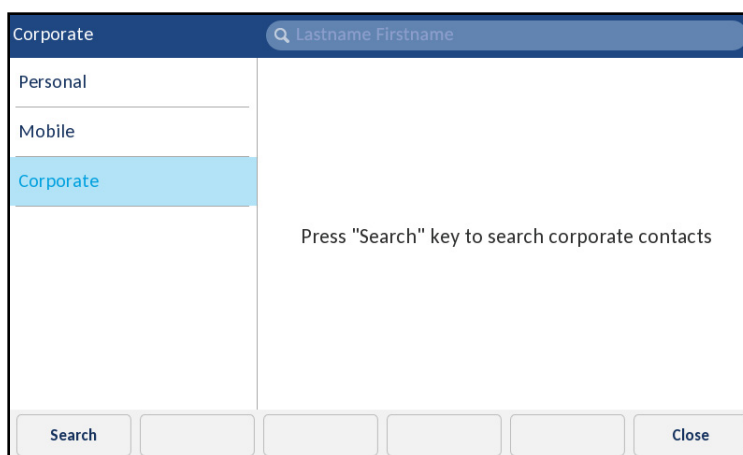 Corporate
Lastname Firstname
Personal
Mobile
Corporate
Press "Search" key to search corporate contacts
Search
Close